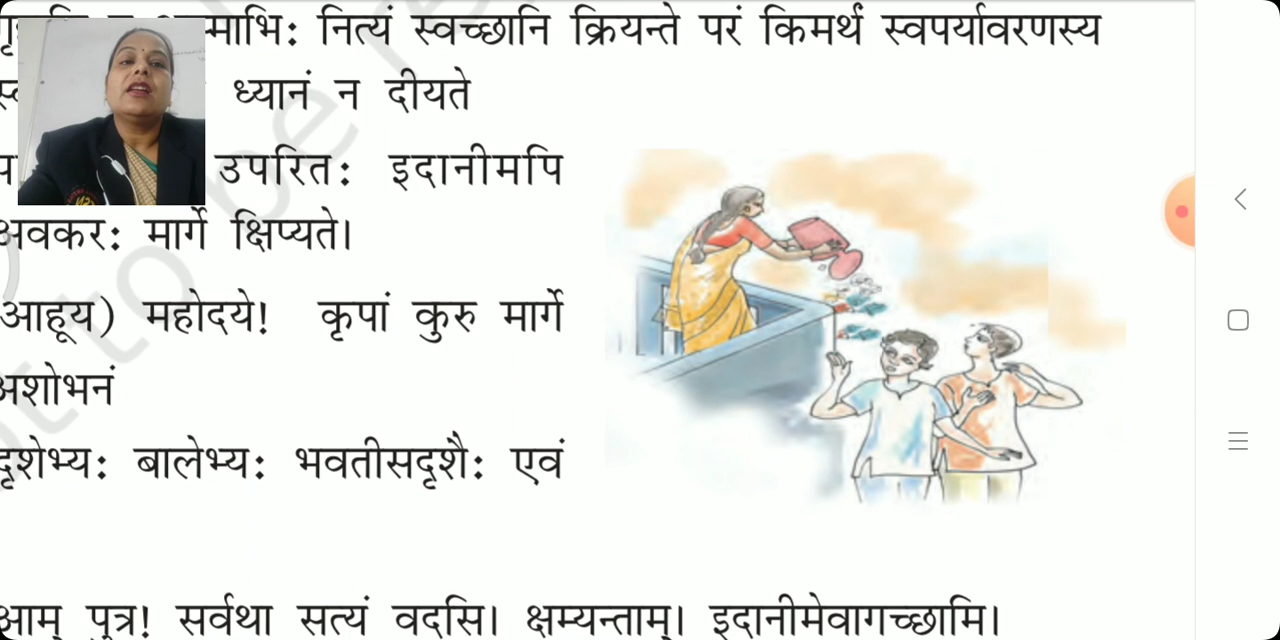 माभि: नित्यं स्वच्छानि क्रियन्ते परं किमर्थं स्वपर्यावरणस्य
ध्यानं न दीयते
उपरित: इदानीमपि
अवकर: मार्गे क्षिप्यते।
आहूय) महोदये! कृपां कुरु मार्गे
अशोभनं
दृशेभ्य: बालेभ्य: भवतीसदृशै: एवं
आम् पुत्र! सर्वथा सत्यं वदसि। क्षम्यन्ताम्। इदानीमेवागच्छामि।